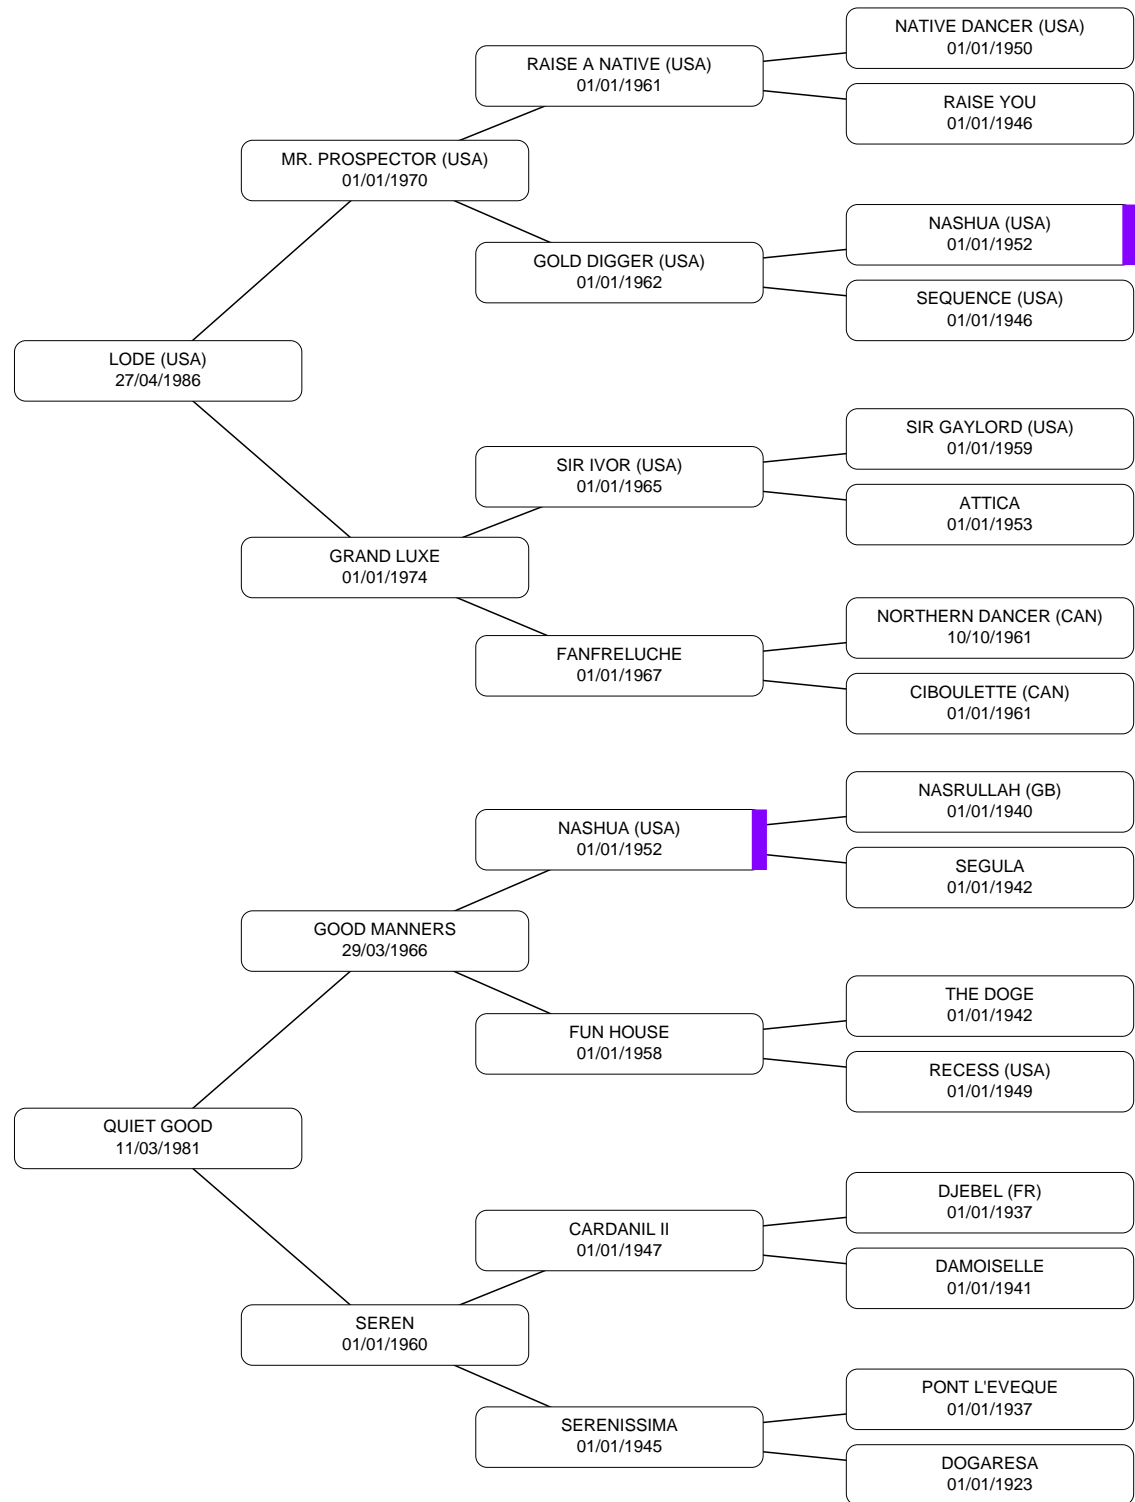 NATIVE DANCER (USA)
01/01/1950
RAISE A NATIVE (USA)
01/01/1961
RAISE YOU
01/01/1946
MR. PROSPECTOR (USA)
01/01/1970
NASHUA (USA)
01/01/1952
GOLD DIGGER (USA)
01/01/1962
SEQUENCE (USA)
01/01/1946
LODE (USA)
27/04/1986
SIR GAYLORD (USA)
01/01/1959
SIR IVOR (USA)
01/01/1965
ATTICA
01/01/1953
GRAND LUXE
01/01/1974
NORTHERN DANCER (CAN)
10/10/1961
FANFRELUCHE
01/01/1967
CIBOULETTE (CAN)
01/01/1961
NASRULLAH (GB)
01/01/1940
NASHUA (USA)
01/01/1952
SEGULA
01/01/1942
GOOD MANNERS
29/03/1966
THE DOGE
01/01/1942
FUN HOUSE
01/01/1958
RECESS (USA)
01/01/1949
QUIET GOOD
11/03/1981
DJEBEL (FR)
01/01/1937
CARDANIL II
01/01/1947
DAMOISELLE
01/01/1941
SEREN
01/01/1960
PONT L'EVEQUE
01/01/1937
SERENISSIMA
01/01/1945
DOGARESA
01/01/1923